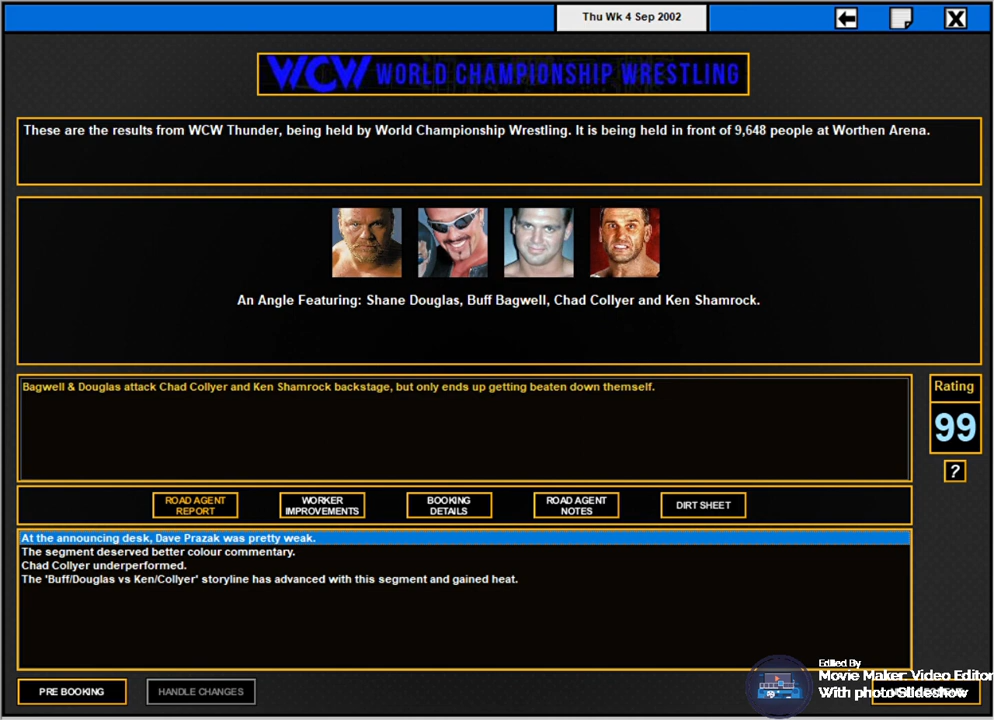 Thu Wk 4 Sep 2002
WCW WORLD CHAMPIONSHIP WRESTLING
These are the results from WCW Thunder, being held by World Championship Wrestling. It is being held in front of 9,648 people at Worthen Arena.
An Angle Featuring: Shane Douglas, Buff Bagwell, Chad Collyer and Ken Shamrock.
Bagwell & Douglas attack Chad Collyer and Ken Shamrock backstage, but only ends up getting beaten down themself.
Rating
99
?
ROAD AGENT REPORT
WORKER IMPROVEMENTS
BOOKING DETAILS
ROAD AGENT NOTES
DIRT SHEET
At the announcing desk, Dave Prazak was pretty weak.
The segment deserved better colour commentary.
Chad Collyer underperformed.
The 'Buff/Douglas vs Ken/Collyer' storyline has advanced with this segment and gained heat.
PRE BOOKING
HANDLE CHANGES
Edited By
Movie Maker: Video Editor
With photo Slideshow